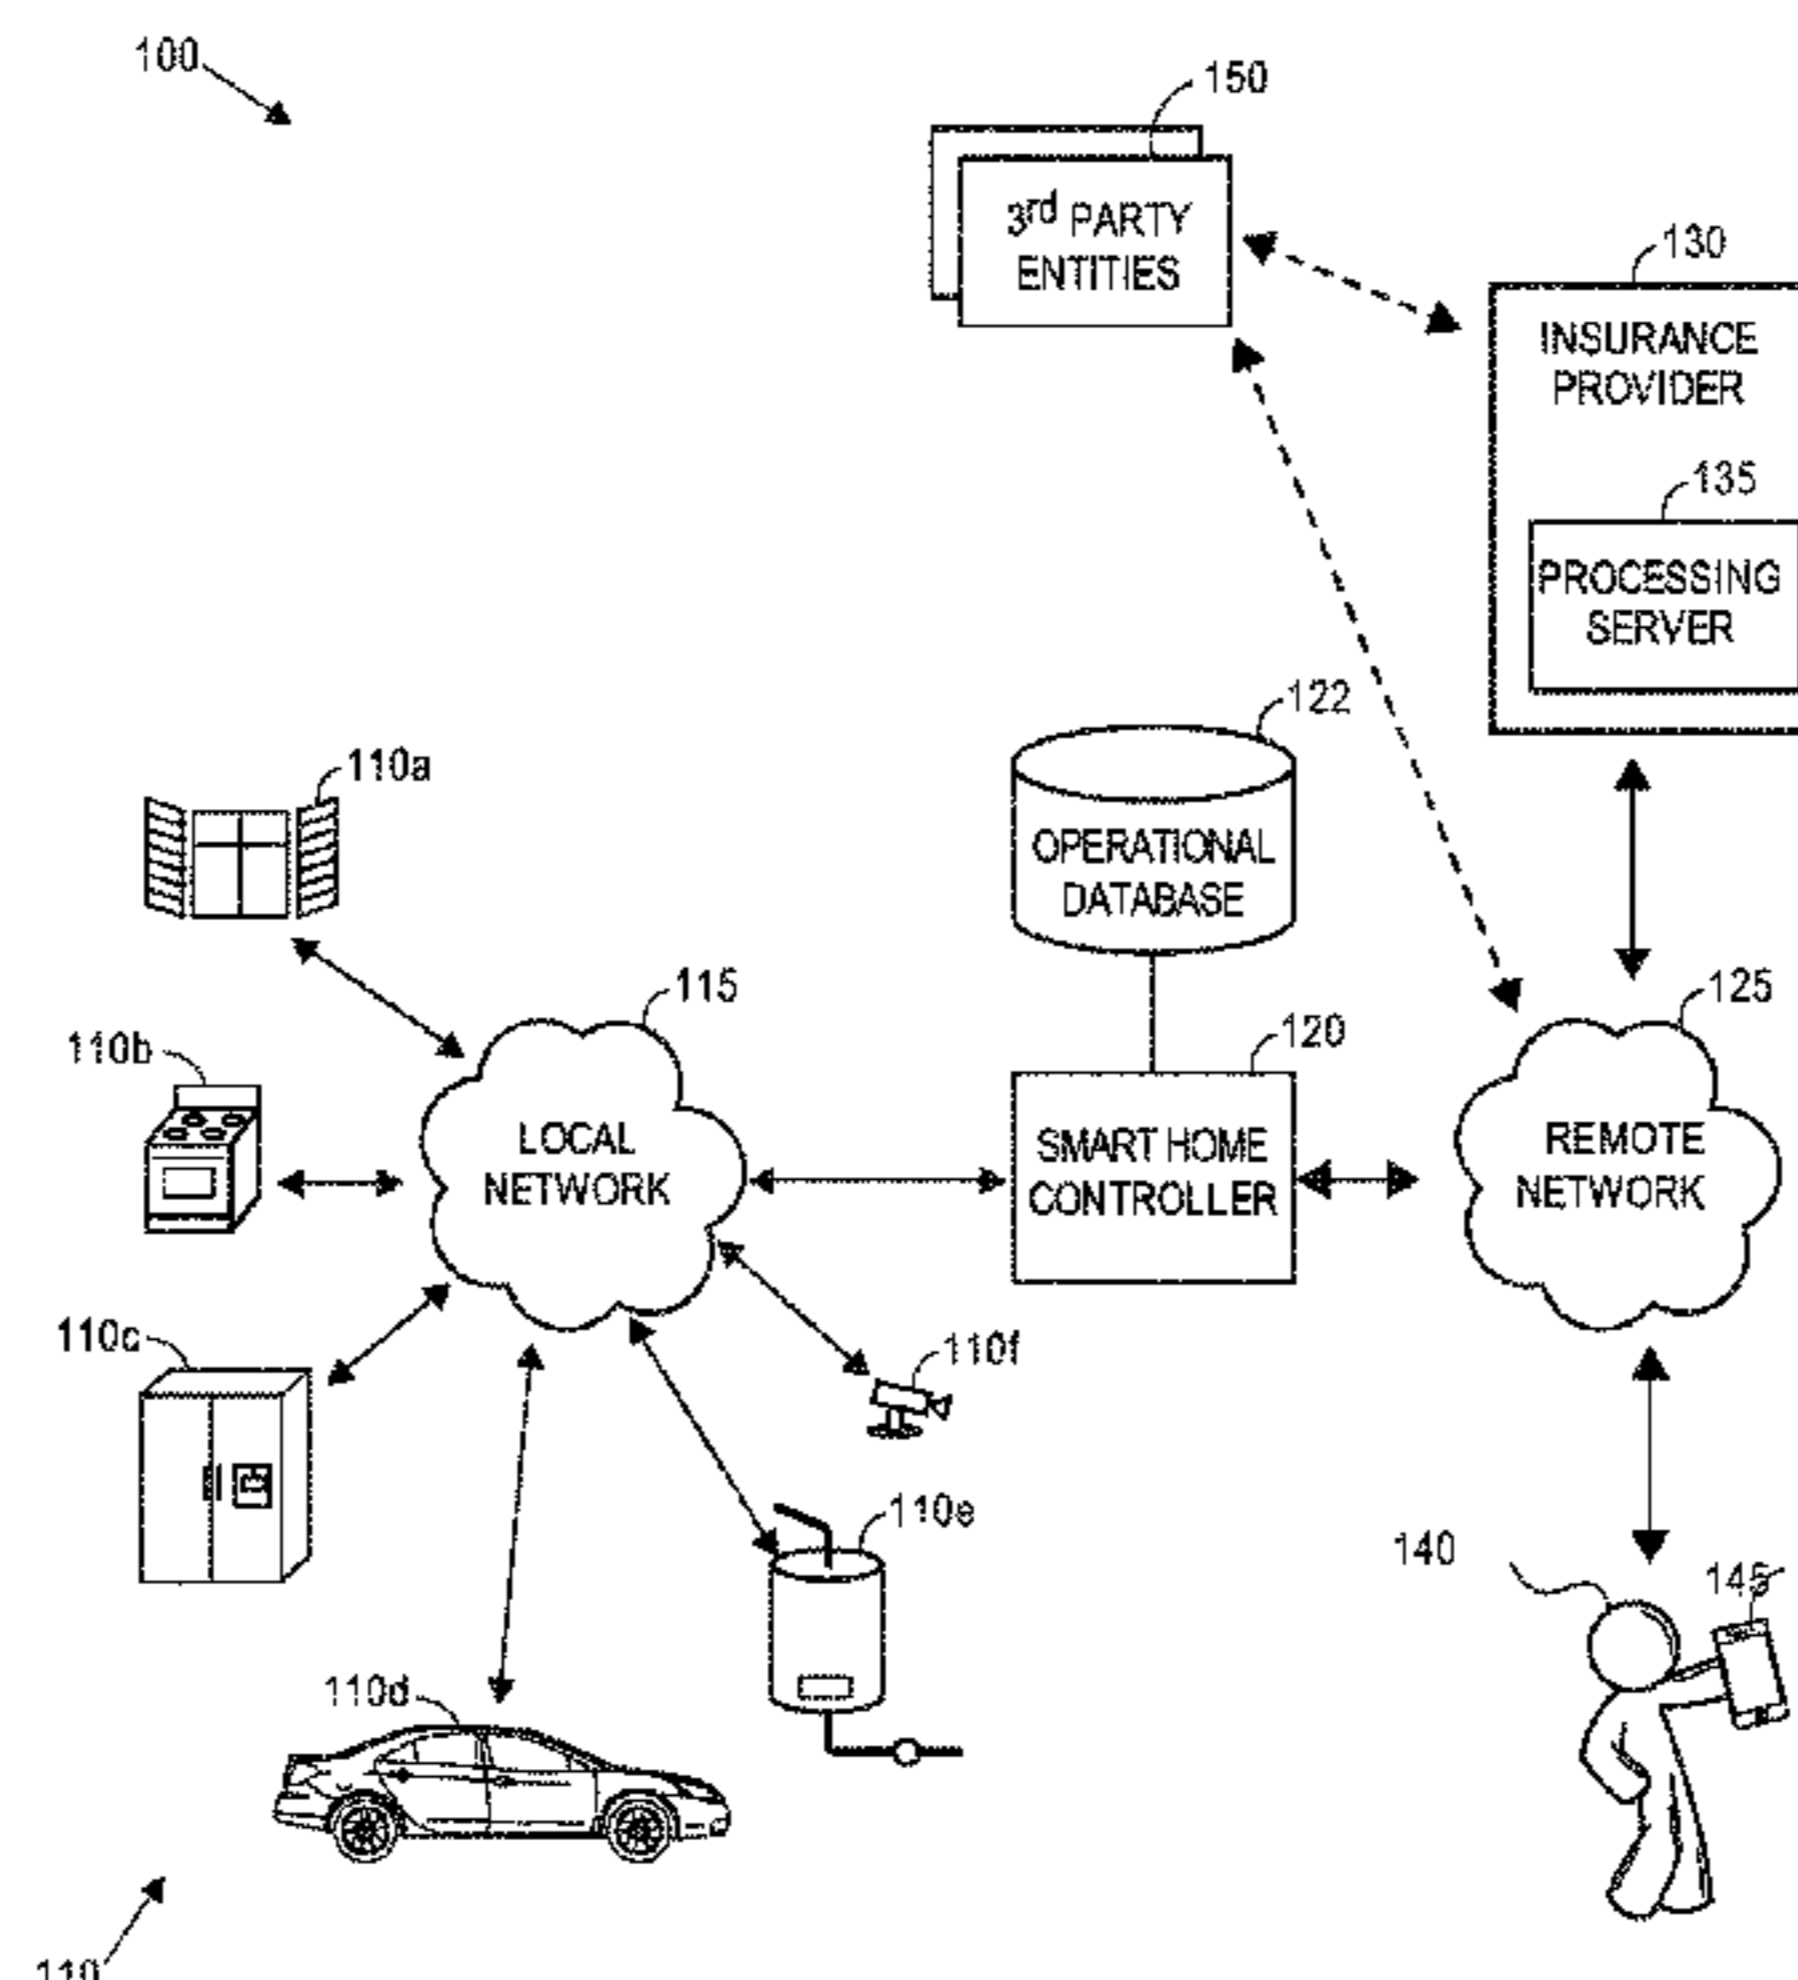 100
150
3rd PARTY
ENTITIES
130
INSURANCE
PROVIDER
135
PROCESSING
SERVER
122
OPERATIONAL
DATABASE
110a
115
125
110b
120
LOCAL
NETWORK
SMART HOME
CONTROLLER
REMOTE
NETWORK
110c
110f
110e
140
145
110d
110